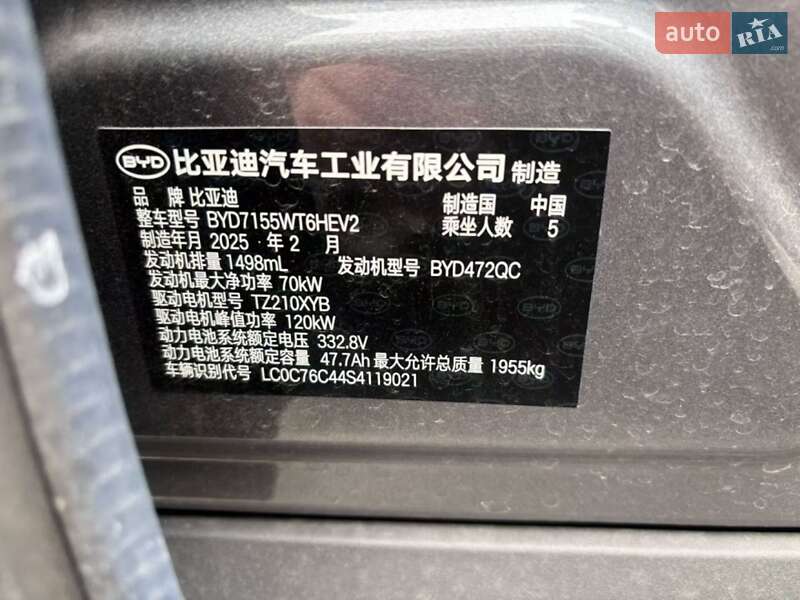 auto RIA
.com
BYD 比亚迪汽车工业有限公司 制造
品 牌 比亚迪 制造国 中国
整车型号 BYD7155WT6HEV2 乘坐人数 5
制造年月 2025 · 年 2 月
发动机排量 1498mL 发动机型号 BYD472QC
发动机最大净功率 70kW
驱动电机型号 TZ210XYB
驱动电机峰值功率 120kW
动力电池系统额定电压 332.8V
动力电池系统额定容量 47.7Ah 最大允许总质量 1955kg
车辆识别代号 LC0C76C44S4119021